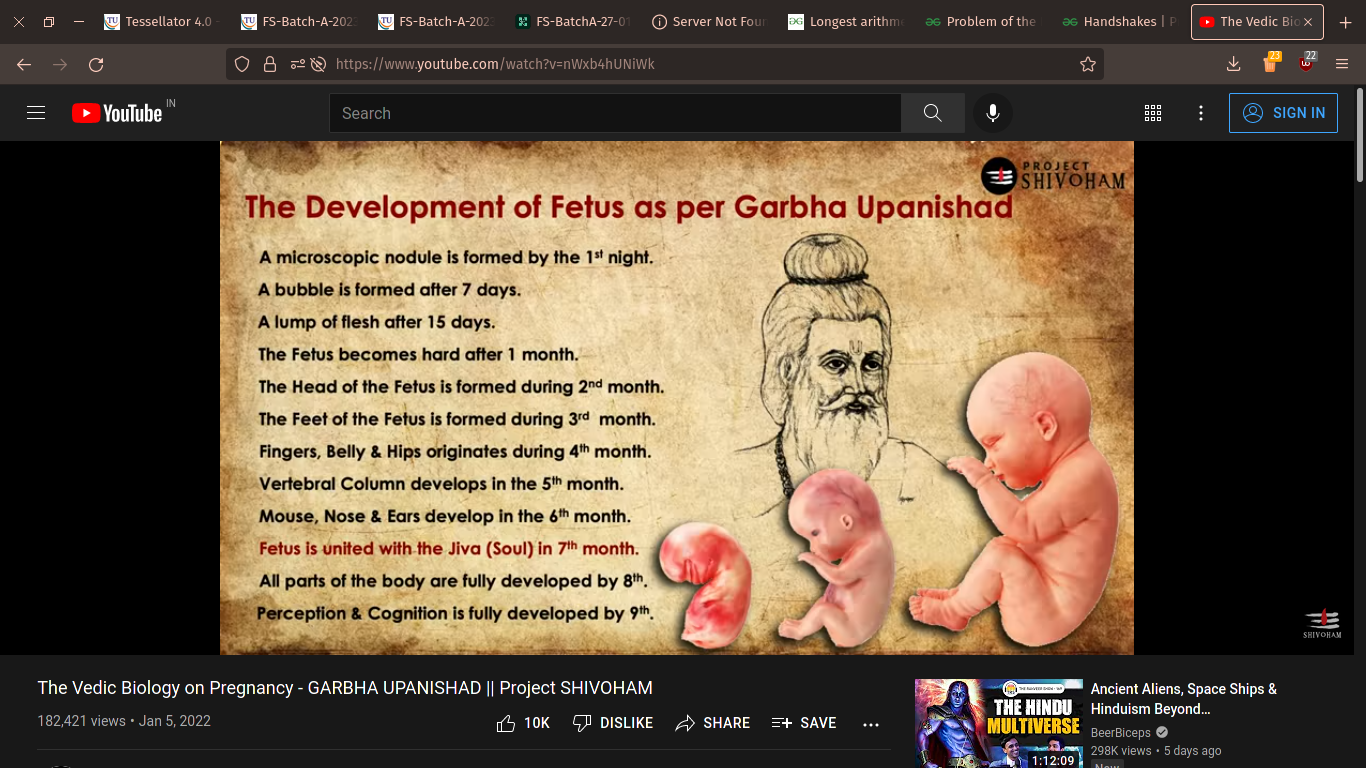 Tessellator 4.0 -
FS-Batch-A-202
FS-Batch-A-202
FS-BatchA-27-01
Server Not Foun
Longest arithm
Problem of the
Handshakes | P
The Vedic Bio
https://www.youtube.com/watch?v=nWxb4hUNiWk
23
22
YouTube IN
Search
SIGN IN
PROJECT
SHIVOHAM
The Development of Fetus as per Garbha Upanishad
A microscopic nodule is formed by the 1st night.
A bubble is formed after 7 days.
A lump of flesh after 15 days.
The Fetus becomes hard after 1 month.
The Head of the Fetus is formed during 2nd month.
The Feet of the Fetus is formed during 3rd month.
Fingers, Belly & Hips originates during 4th month.
Vertebral Column develops in the 5th month.
Mouse, Nose & Ears develop in the 6th month.
Fetus is united with the Jiva (Soul) in 7th month.
All parts of the body are fully developed by 8th.
Perception & Cognition is fully developed by 9th.
SHIVOHAM
The Vedic Biology on Pregnancy - GARBHA UPANISHAD || Project SHIVOHAM
182,421 views • Jan 5, 2022
10K
DISLIKE
SHARE
SAVE
THE HINDU
MULTIVERSE
1:12:09
Ancient Aliens, Space Ships &
Hinduism Beyond...
BeerBiceps
298K views • 5 days ago
New